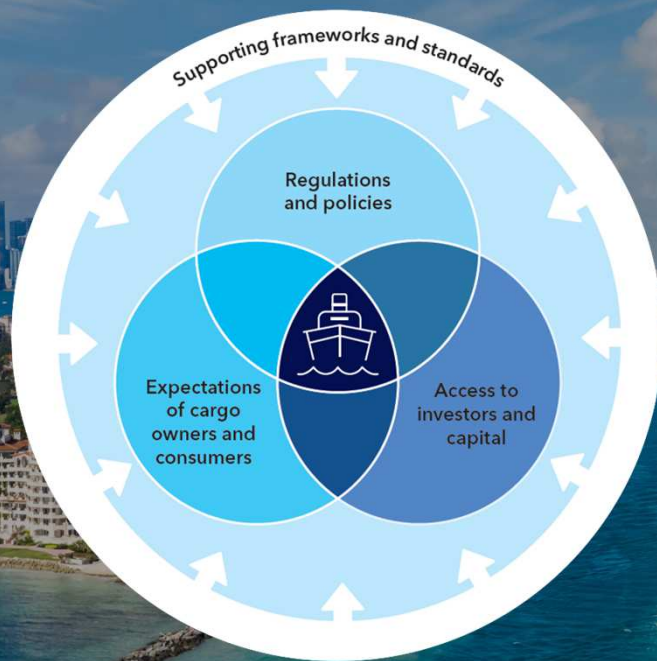 Supporting frameworks and standards
Regulations
and policies
Expectations
of cargo
owners and
consumers
Access to
investors and
capital